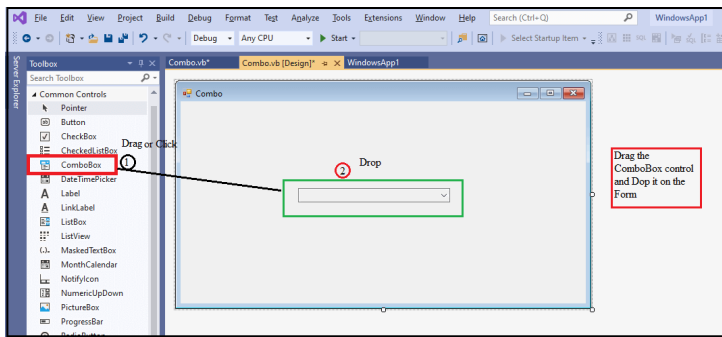 File Edit View Project Build Debug Format Test Analyze Tools Extensions Window Help Search (Ctrl+Q) WindowsApp1
Debug Any CPU Start Select Startup Item
Server Explorer
Toolbox
Combo.vb* Combo.vb [Design]* WindowsApp1
Search Toolbox
Common Controls
Pointer
Button
CheckBox
CheckedListBox
ComboBox
DateTimePicker
Label
LinkLabel
ListBox
ListView
MaskedTextBox
MonthCalendar
NotifyIcon
NumericUpDown
PictureBox
ProgressBar
RadioButton
Combo
Drag or Click
1
Drop
2
Drag the
ComboBox control
and Dop it on the
Form